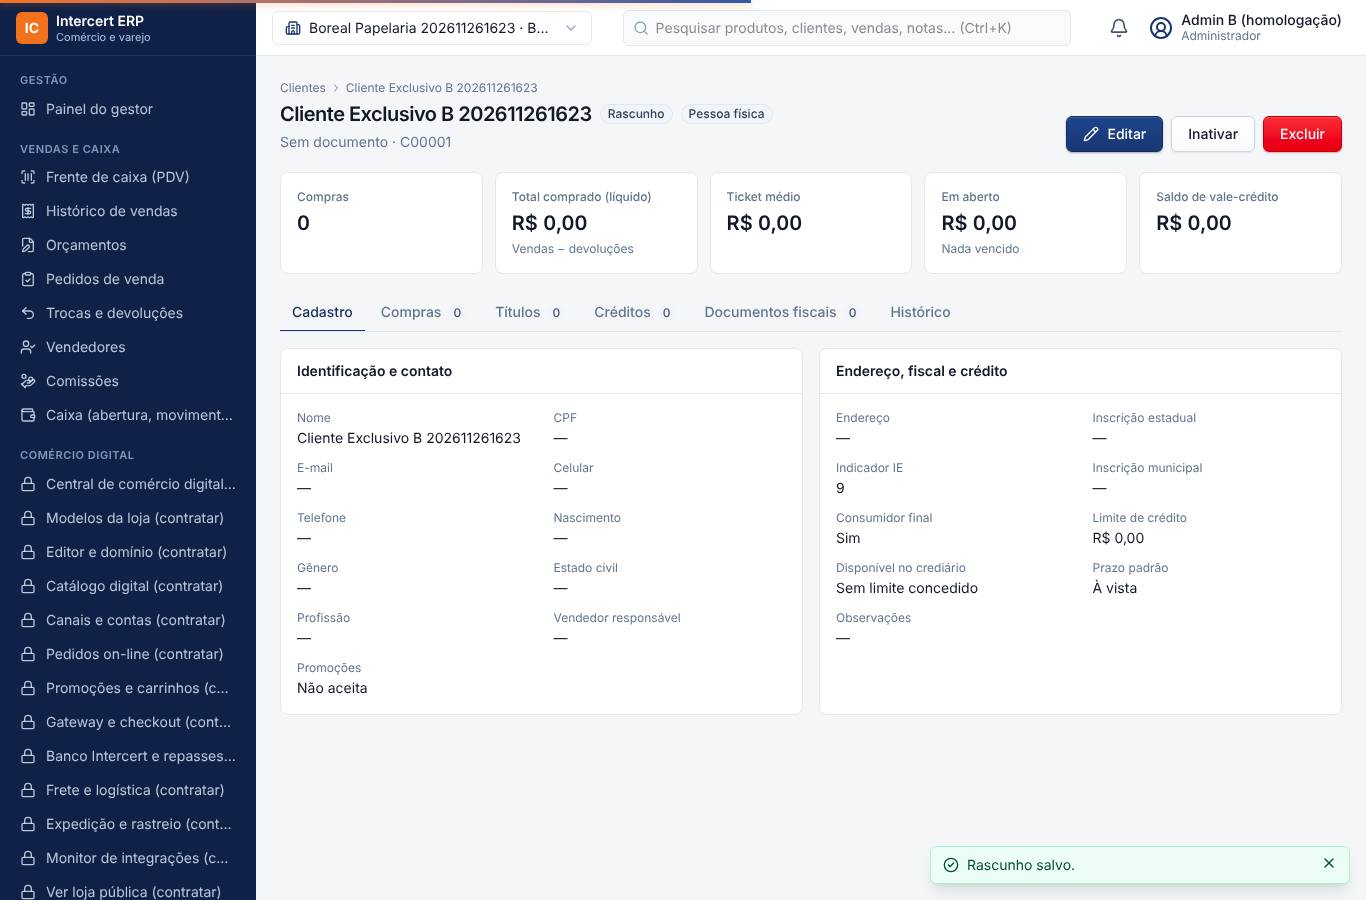 IC
Intercert ERP
Comércio e varejo
Boreal Papelaria 202611261623 · B...
Pesquisar produtos, clientes, vendas, notas... (Ctrl+K)
Admin B (homologação)
Administrador
GESTÃO
Painel do gestor
VENDAS E CAIXA
Frente de caixa (PDV)
Histórico de vendas
Orçamentos
Pedidos de venda
Trocas e devoluções
Vendedores
Comissões
Caixa (abertura, moviment...
COMÉRCIO DIGITAL
Central de comércio digital...
Modelos da loja (contratar)
Editor e domínio (contratar)
Catálogo digital (contratar)
Canais e contas (contratar)
Pedidos on-line (contratar)
Promoções e carrinhos (c...
Gateway e checkout (cont...
Banco Intercert e repasses...
Frete e logística (contratar)
Expedição e rastreio (cont...
Monitor de integrações (c...
Ver loja pública (contratar)
Clientes > Cliente Exclusivo B 202611261623
Cliente Exclusivo B 202611261623 Rascunho Pessoa física
Sem documento · C00001
Editar Inativar Excluir
Compras
0
Total comprado (líquido)
R$ 0,00
Vendas − devoluções
Ticket médio
R$ 0,00
Em aberto
R$ 0,00
Nada vencido
Saldo de vale-crédito
R$ 0,00
Cadastro Compras 0 Títulos 0 Créditos 0 Documentos fiscais 0 Histórico
Identificação e contato
Nome CPF
Cliente Exclusivo B 202611261623 —
E-mail Celular
— —
Telefone Nascimento
— —
Gênero Estado civil
— —
Profissão Vendedor responsável
— —
Promoções
Não aceita
Endereço, fiscal e crédito
Endereço Inscrição estadual
— —
Indicador IE Inscrição municipal
9 —
Consumidor final Limite de crédito
Sim R$ 0,00
Disponível no crediário Prazo padrão
Sem limite concedido À vista
Observações
—
Rascunho salvo.